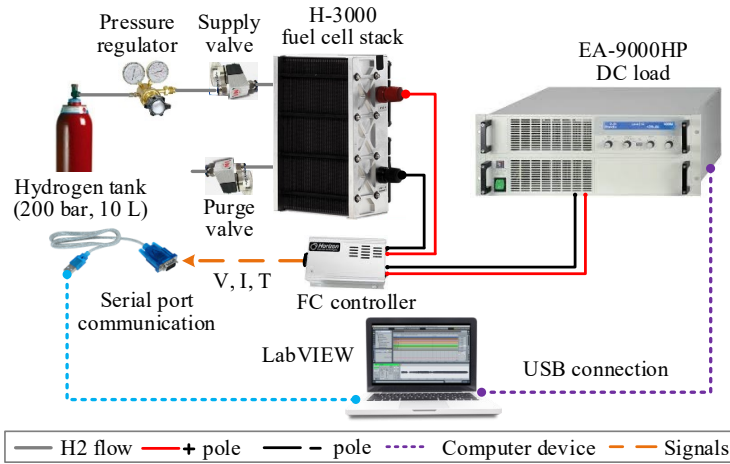 Pressure
regulator
Supply
valve
H-3000
fuel cell stack
EA-9000HP
DC load
Hydrogen tank
(200 bar, 10 L)
Purge
valve
Horizon
V, I, T
FC controller
Serial port
communication
LabVIEW
USB connection
H2 flow
+ pole
− pole
Computer device
Signals